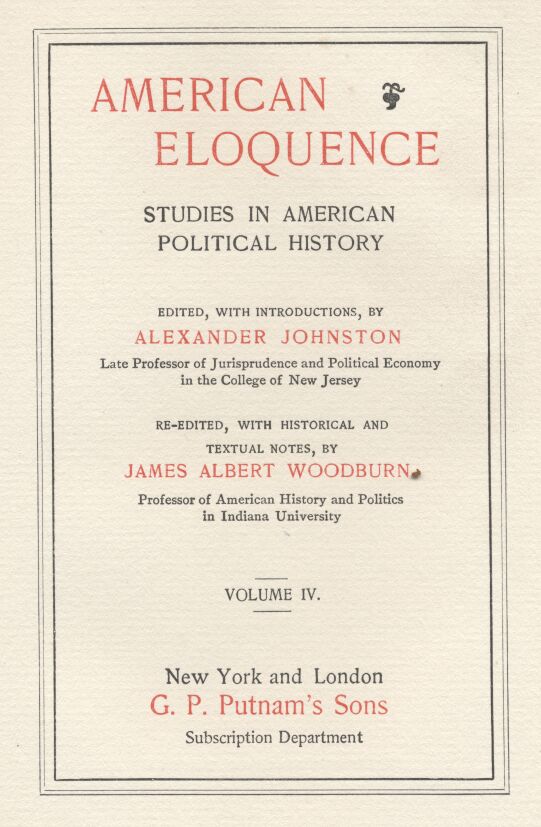 AMERICAN
ELOQUENCE
STUDIES IN AMERICAN
POLITICAL HISTORY
EDITED, WITH INTRODUCTIONS, BY
ALEXANDER JOHNSTON
Late Professor of Jurisprudence and Political Economy
in the College of New Jersey
RE-EDITED, WITH HISTORICAL AND
TEXTUAL NOTES, BY
JAMES ALBERT WOODBURN
Professor of American History and Politics
in Indiana University
VOLUME IV.
New York and London
G. P. Putnam's Sons
Subscription Department